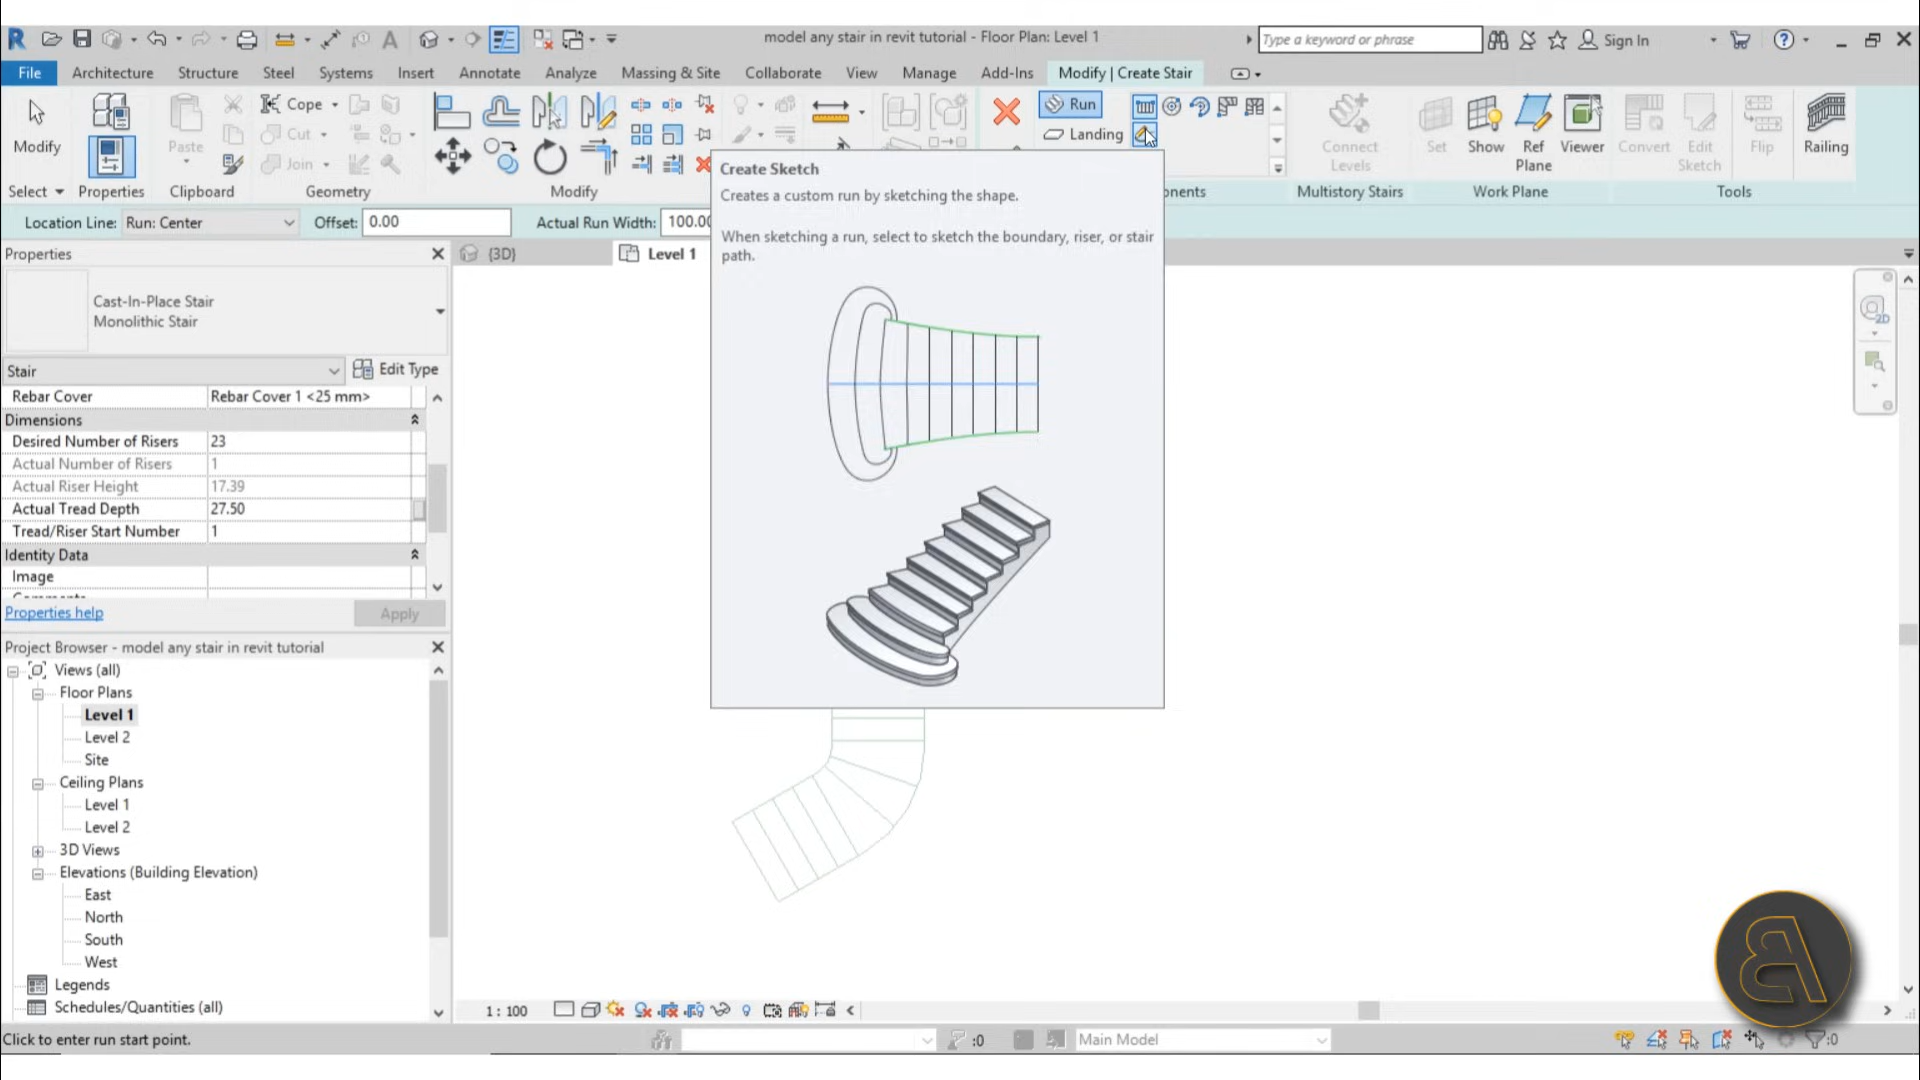 model any stair in revit tutorial - Floor Plan: Level 1
Type a keyword or phrase
Sign In
File
Architecture
Structure
Steel
Systems
Insert
Annotate
Analyze
Massing & Site
Collaborate
View
Manage
Add-Ins
Modify | Create Stair
Modify
Paste
Cope
Cut
Join
Run
Landing
Connect
Levels
Set
Show
Ref
Plane
Viewer
Convert
Edit
Sketch
Flip
Railing
Select
Properties
Clipboard
Geometry
Modify
Multistory Stairs
Work Plane
Tools
Location Line:
Run: Center
Offset:
0.00
Actual Run Width:
Create Sketch
Creates a custom run by sketching the shape.
When sketching a run, select to sketch the boundary, riser, or stair
path.
Properties
{3D}
Level 1
2D
Cast-In-Place Stair
Monolithic Stair
Stair
Edit Type
Rebar Cover
Rebar Cover 1 <25 mm>
Dimensions
Desired Number of Risers
23
Actual Number of Risers
1
Actual Riser Height
17.39
Actual Tread Depth
27.50
Tread/Riser Start Number
1
Identity Data
Image
Properties help
Apply
Project Browser - model any stair in revit tutorial
Views (all)
Floor Plans
Level 1
Level 2
Site
Ceiling Plans
Level 1
Level 2
3D Views
Elevations (Building Elevation)
East
North
South
West
Legends
Schedules/Quantities (all)
1 : 100
Click to enter run start point.
:0
Main Model
:0